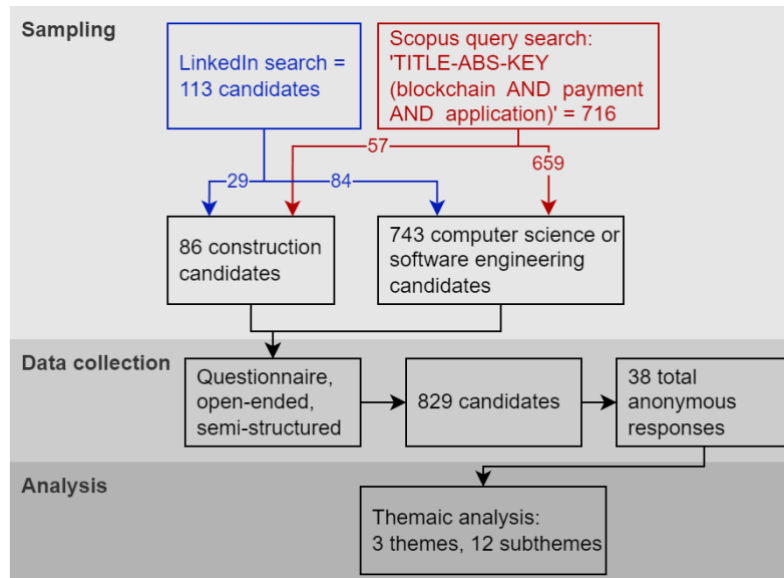 Sampling
LinkedIn search =
113 candidates
Scopus query search:
'TITLE-ABS-KEY
(blockchain AND payment
AND application)' = 716
57
659
29
84
86 construction
candidates
743 computer science or
software engineering
candidates
Data collection
Questionnaire,
open-ended,
semi-structured
829 candidates
38 total
anonymous
responses
Analysis
Themaic analysis:
3 themes, 12 subthemes